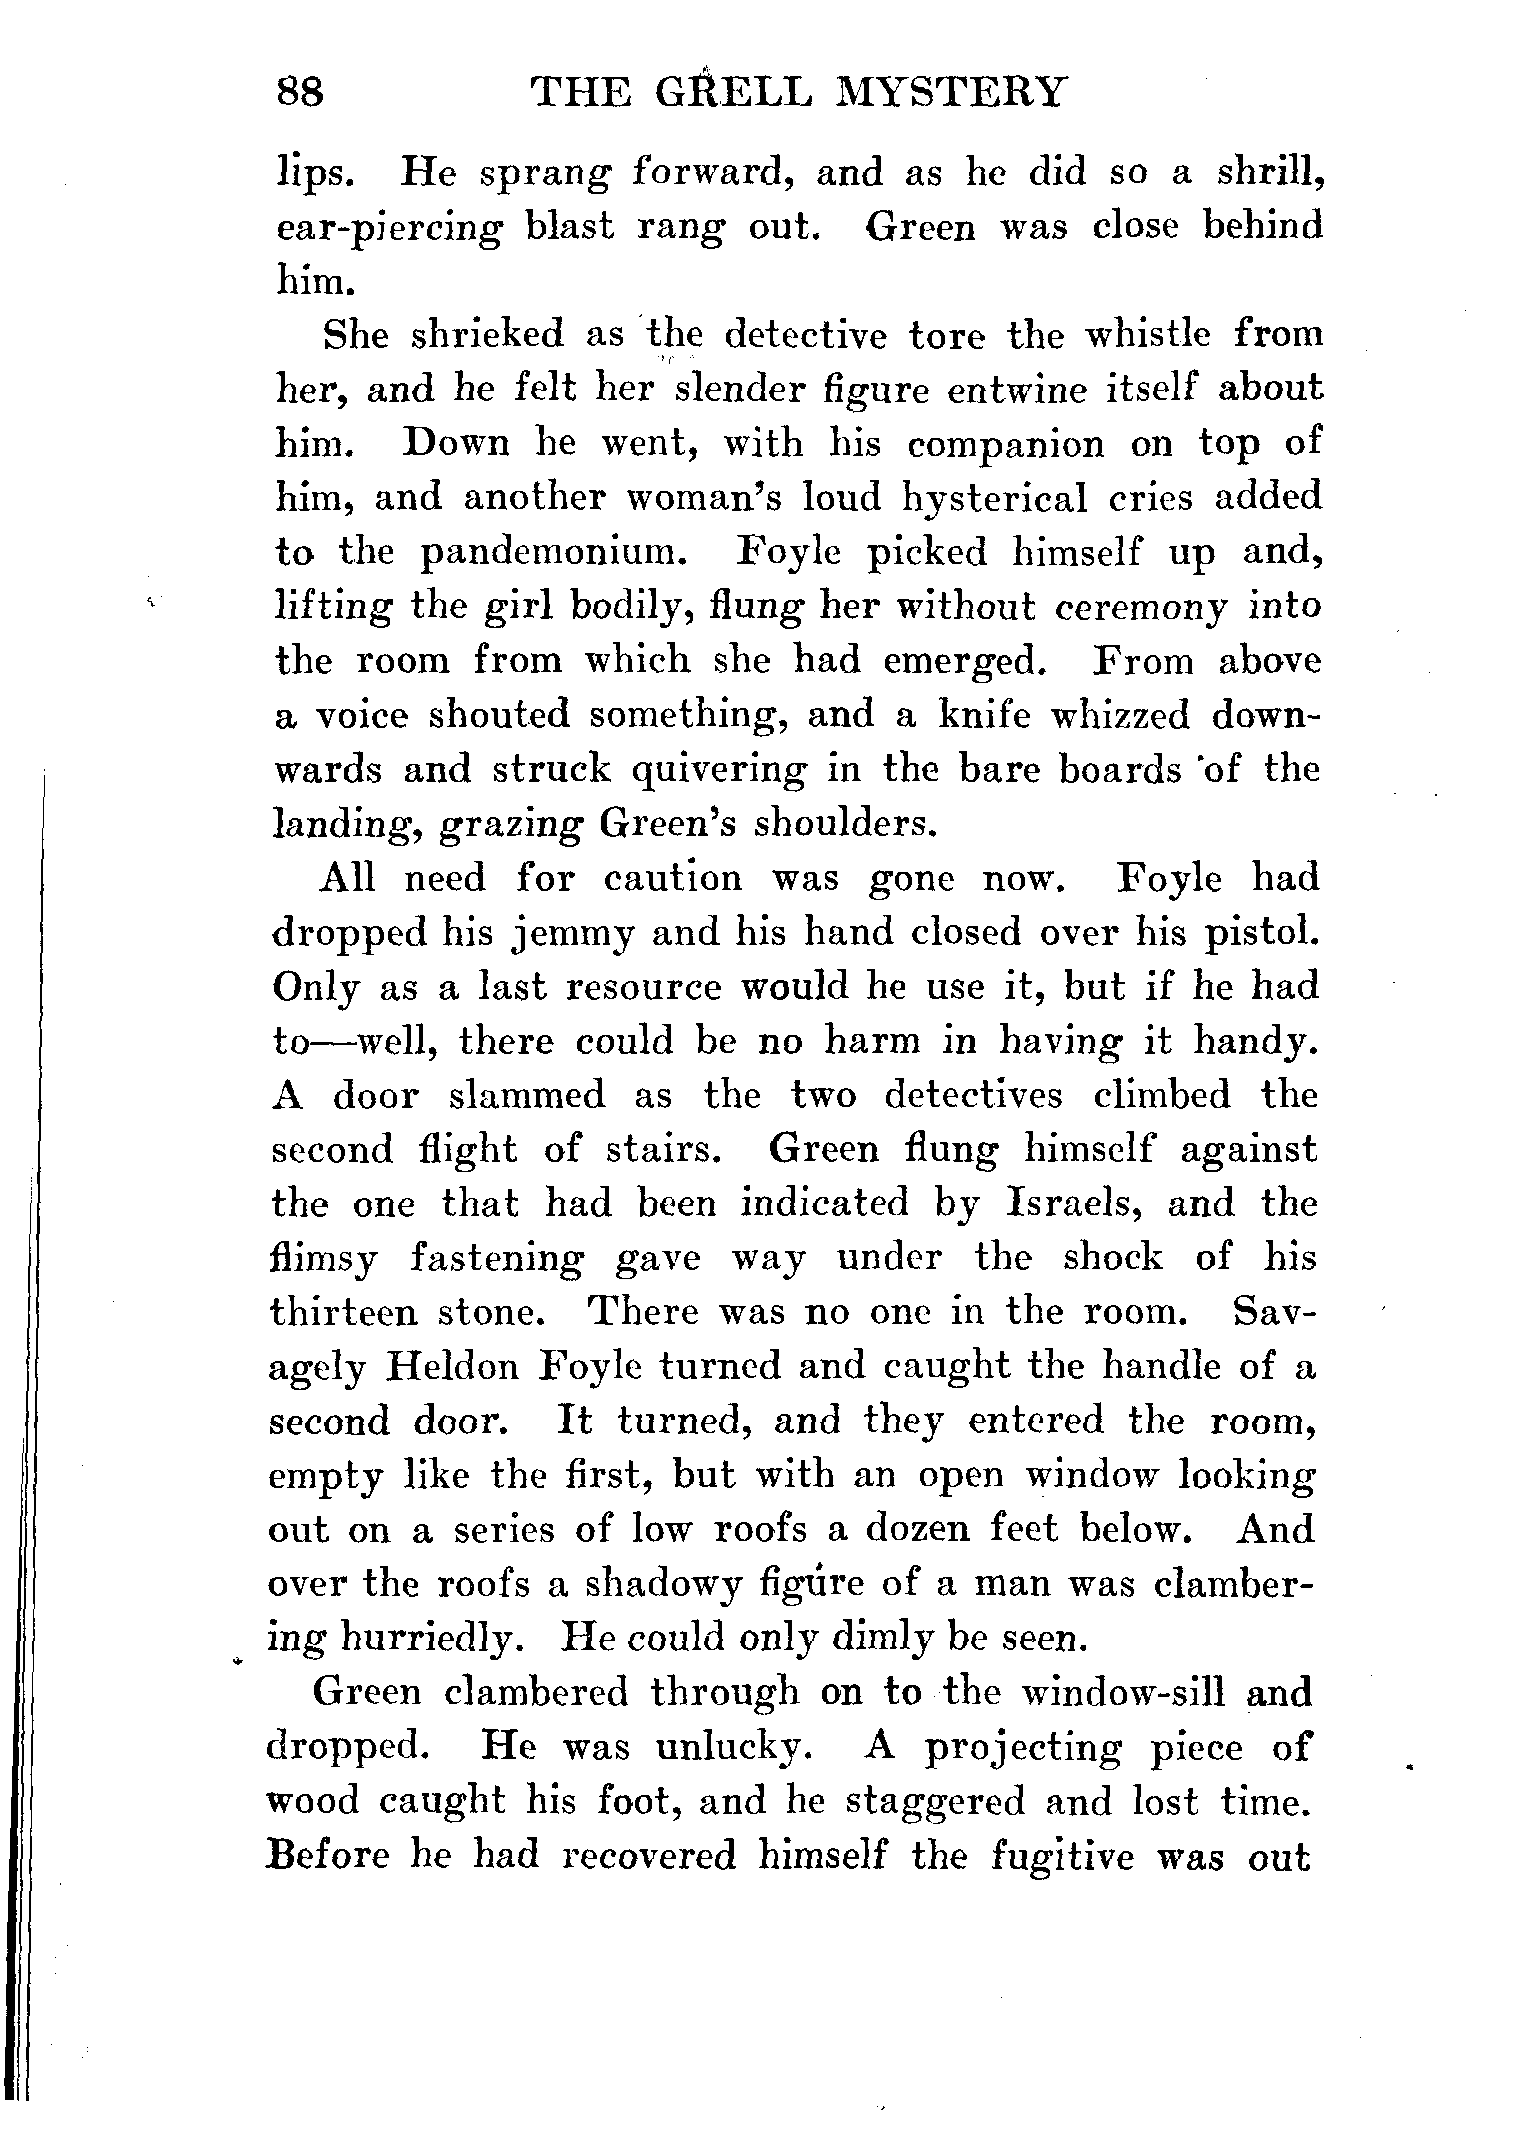 88 THE GRELL MYSTERY
lips. He sprang forward, and as he did so a shrill,
ear-piercing blast rang out. Green was close behind
him.
She shrieked as the detective tore the whistle from
her, and he felt her slender figure entwine itself about
him. Down he went, with his companion on top of
him, and another woman's loud hysterical cries added
to the pandemonium. Foyle picked himself up and,
lifting the girl bodily, flung her without ceremony into
the room from which she had emerged. From above
a voice shouted something, and a knife whizzed down-
wards and struck quivering in the bare boards of the
landing, grazing Green's shoulders.
All need for caution was gone now. Foyle had
dropped his jemmy and his hand closed over his pistol.
Only as a last resource would he use it, but if he had
to—well, there could be no harm in having it handy.
A door slammed as the two detectives climbed the
second flight of stairs. Green flung himself against
the one that had been indicated by Israels, and the
flimsy fastening gave way under the shock of his
thirteen stone. There was no one in the room. Sav-
agely Heldon Foyle turned and caught the handle of a
second door. It turned, and they entered the room,
empty like the first, but with an open window looking
out on a series of low roofs a dozen feet below. And
over the roofs a shadowy figure of a man was clamber-
ing hurriedly. He could only dimly be seen.
Green clambered through on to the window-sill and
dropped. He was unlucky. A projecting piece of
wood caught his foot, and he staggered and lost time.
Before he had recovered himself the fugitive was out